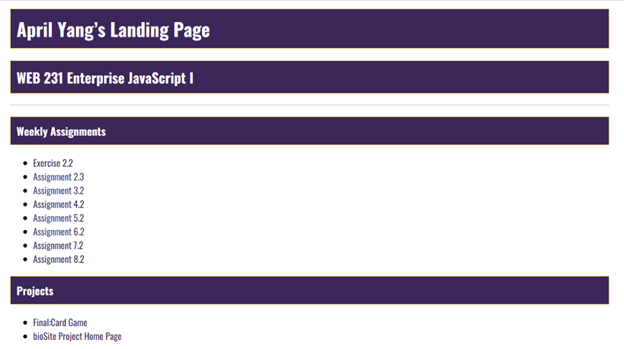 April Yang’s Landing Page
WEB 231 Enterprise JavaScript I
Weekly Assignments
Exercise 2.2
Assignment 2.3
Assignment 3.2
Assignment 4.2
Assignment 5.2
Assignment 6.2
Assignment 7.2
Assignment 8.2
Projects
Final:Card Game
bioSite Project Home Page